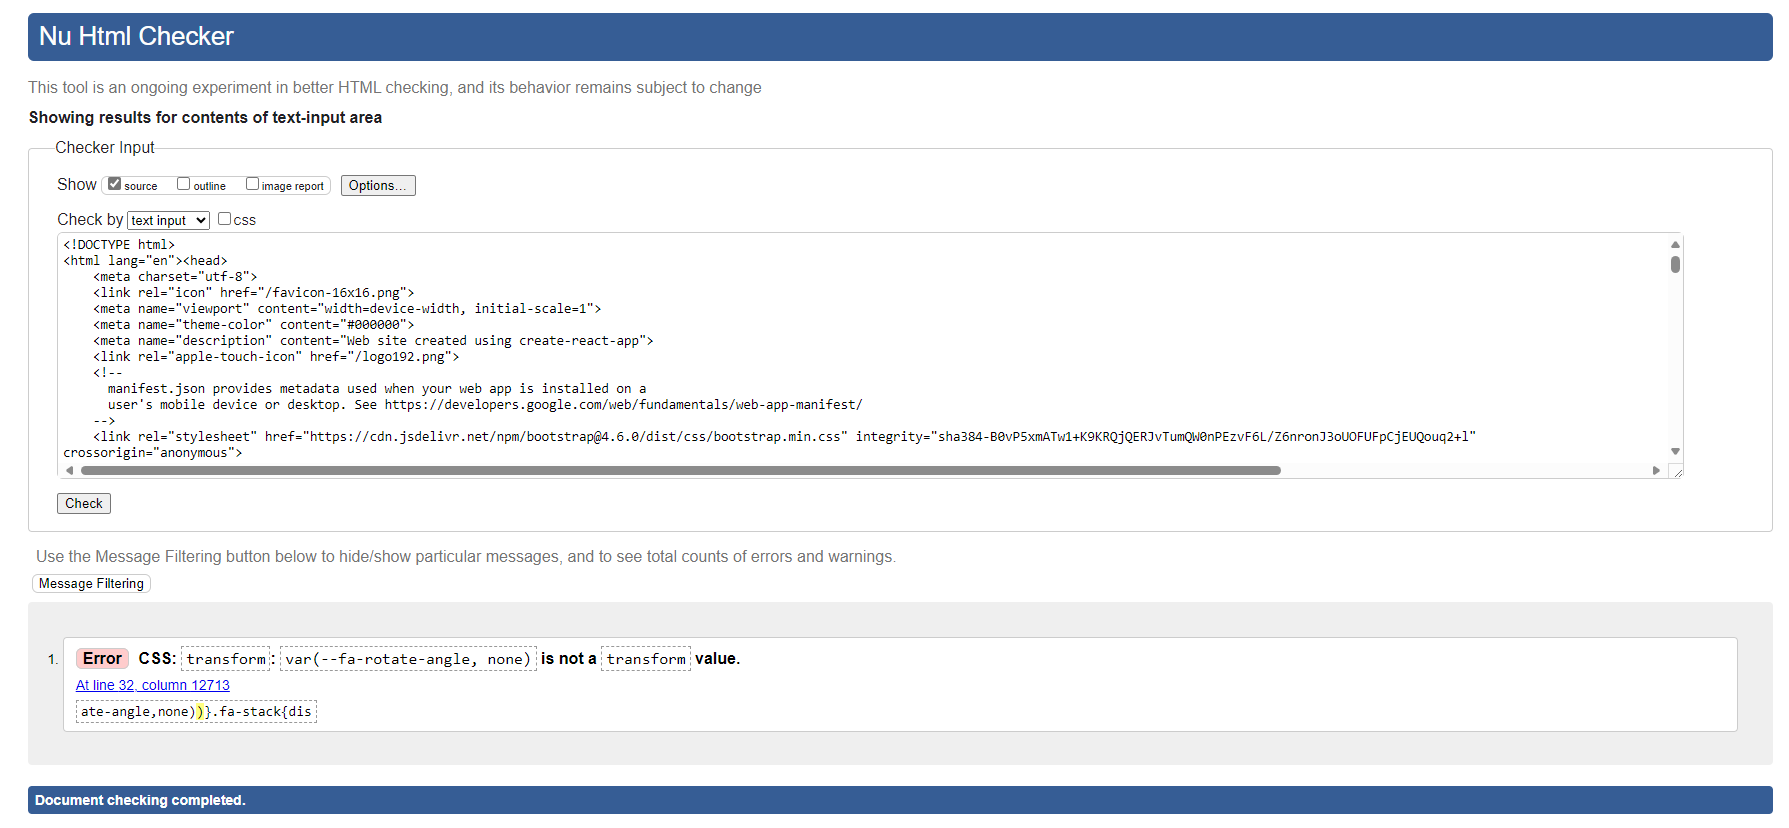 Nu Html Checker
This tool is an ongoing experiment in better HTML checking, and its behavior remains subject to change
Showing results for contents of text-input area
Checker Input
Show source outline image report Options...
Check by text input css
<!DOCTYPE html>
<html lang="en"><head>
<meta charset="utf-8">
<link rel="icon" href="/favicon-16x16.png">
<meta name="viewport" content="width=device-width, initial-scale=1">
<meta name="theme-color" content="#000000">
<meta name="description" content="Web site created using create-react-app">
<link rel="apple-touch-icon" href="/logo192.png">
<!--
manifest.json provides metadata used when your web app is installed on a
user's mobile device or desktop. See https://developers.google.com/web/fundamentals/web-app-manifest/
-->
<link rel="stylesheet" href="https://cdn.jsdelivr.net/npm/bootstrap@4.6.0/dist/css/bootstrap.min.css" integrity="sha384-B0vP5xmATw1+K9KRQjQERJvTumQW0nPEzvF6L/Z6nronJ3oUOFUFpCjEUQouq2+l"
crossorigin="anonymous">
Check
Use the Message Filtering button below to hide/show particular messages, and to see total counts of errors and warnings.
Message Filtering
1. Error CSS: transform: var(--fa-rotate-angle, none) is not a transform value.
At line 32, column 12713
ate-angle,none))}.fa-stack{dis
Document checking completed.